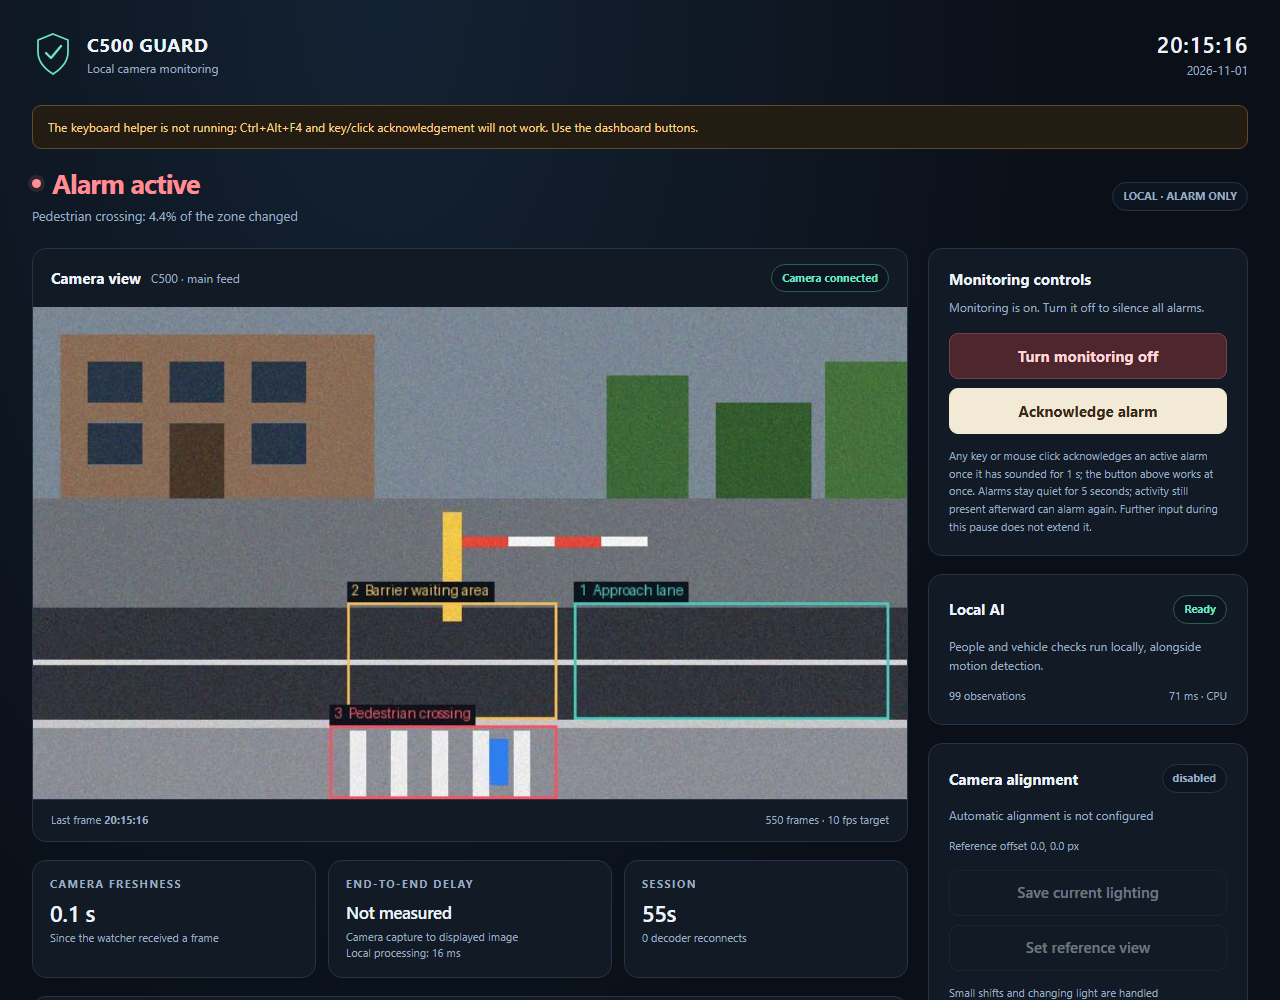 C500 GUARD
Local camera monitoring
20:15:16
2026-11-01
The keyboard helper is not running: Ctrl+Alt+F4 and key/click acknowledgement will not work. Use the dashboard buttons.
Alarm active
Pedestrian crossing: 4.4% of the zone changed
LOCAL · ALARM ONLY
Camera view C500 · main feed
Camera connected
2 Barrier waiting area
1 Approach lane
3 Pedestrian crossing
Last frame 20:15:16
550 frames · 10 fps target
CAMERA FRESHNESS
0.1 s
Since the watcher received a frame
END-TO-END DELAY
Not measured
Camera capture to displayed image
Local processing: 16 ms
SESSION
55s
0 decoder reconnects
Monitoring controls
Monitoring is on. Turn it off to silence all alarms.
Turn monitoring off
Acknowledge alarm
Any key or mouse click acknowledges an active alarm
once it has sounded for 1 s; the button above works at
once. Alarms stay quiet for 5 seconds; activity still
present afterward can alarm again. Further input during
this pause does not extend it.
Local AI
Ready
People and vehicle checks run locally, alongside
motion detection.
99 observations
71 ms · CPU
Camera alignment
disabled
Automatic alignment is not configured
Reference offset 0.0, 0.0 px
Save current lighting
Set reference view
Small shifts and changing light are handled